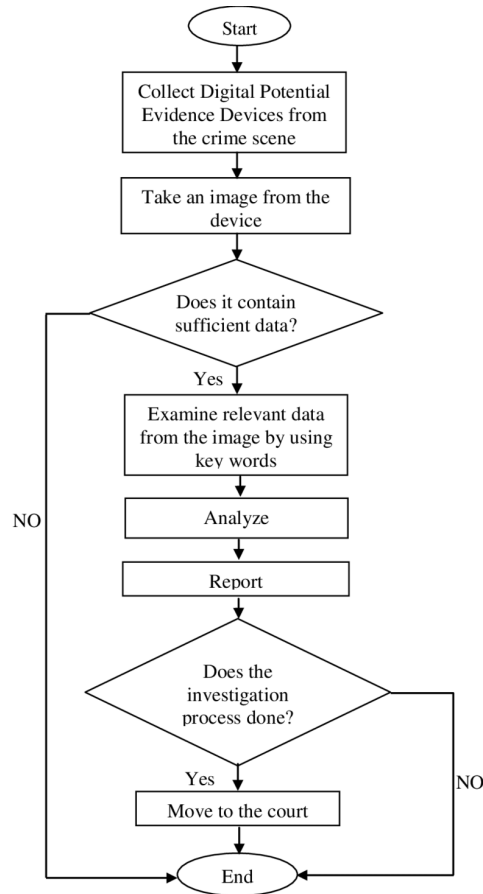 Start
Collect Digital Potential
Evidence Devices from
the crime scene
Take an image from the
device
Does it contain
sufficient data?
Yes
Examine relevant data
from the image by using
key words
NO
Analyze
Report
Does the
investigation
process done?
Yes
NO
Move to the court
End